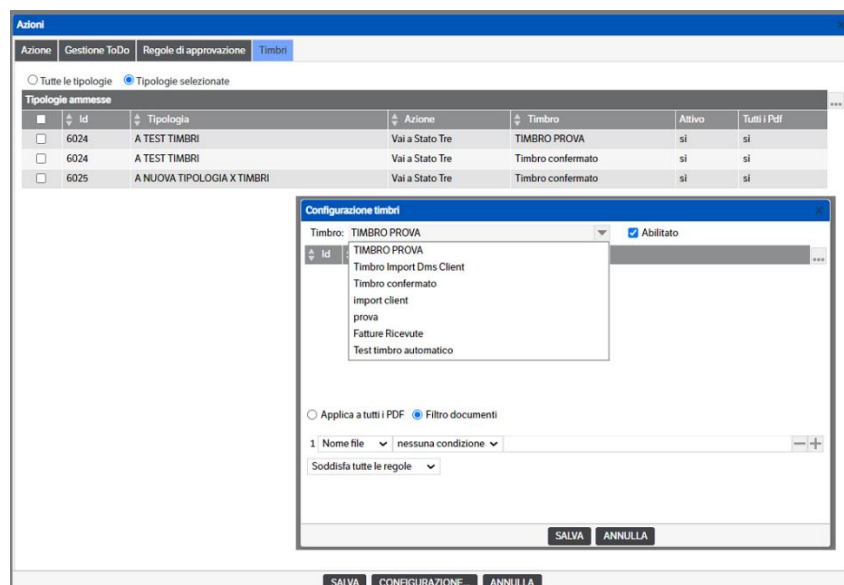 Azioni
Azione Gestione ToDo Regole di approvazione Timbri
Tutte le tipologie Tipologie selezionate
Tipologie ammesse
Id Tipologia Azione Timbro Attivo Tutti i Pdf
6024 A TEST TIMBRI Vai a Stato Tre TIMBRO PROVA si si
6024 A TEST TIMBRI Vai a Stato Tre Timbro confermato si si
6025 A NUOVA TIPOLOGIA X TIMBRI Vai a Stato Tre Timbro confermato si si
Configurazione timbri
Timbro: TIMBRO PROVA Abilitato
Id
TIMBRO PROVA
Timbro Import Dms Client
Timbro confermato
import client
prova
Fatture Ricevute
Test timbro automatico
Applica a tutti i PDF Filtro documenti
1 Nome file nessuna condizione
Soddisfa tutte le regole
SALVA ANNULLA
SALVA CONFIGURAZIONE... ANNULLA